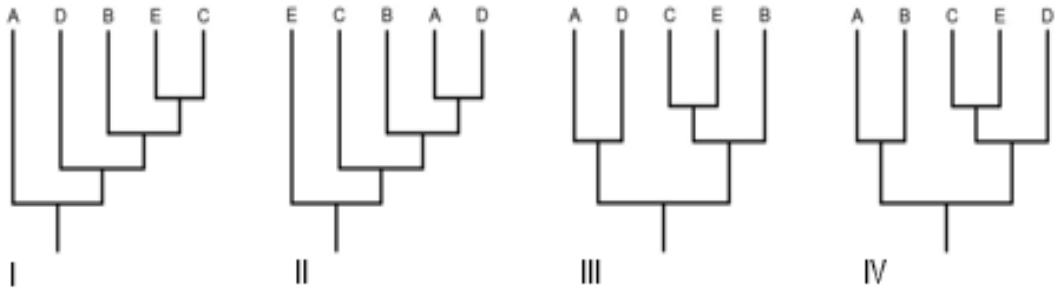 A D B E C
E C B A D
A D C E B
A B C E D
I
II
III
IV